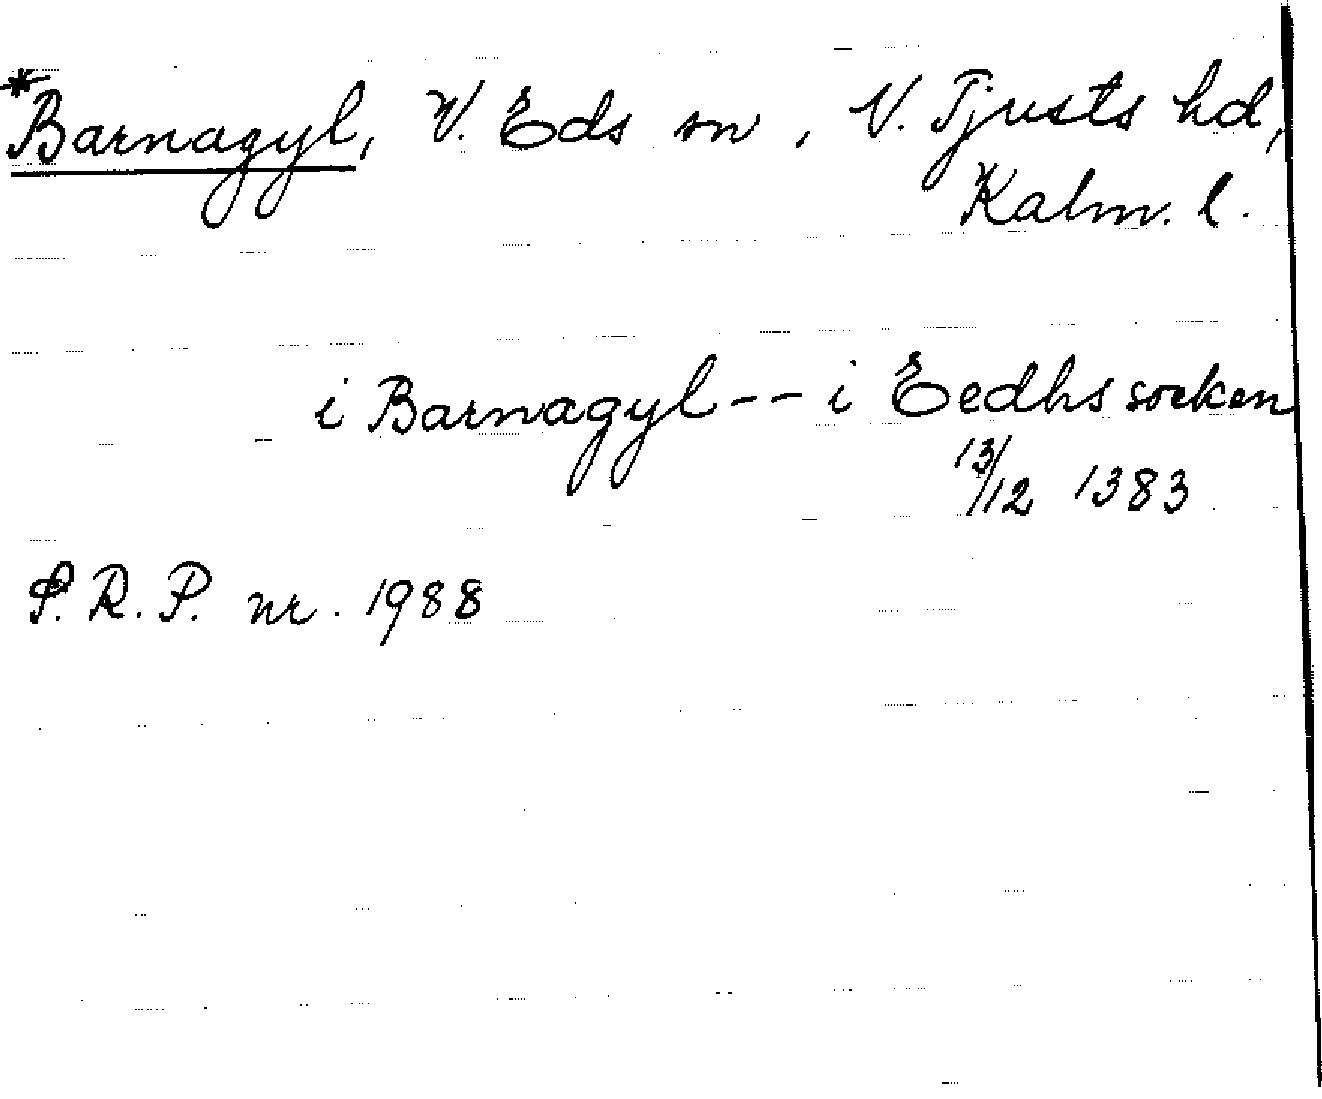 *Barnagyl, V. Eds sn, N. Tjusts hd,
Kalm. l.
i Barnagyl -- i Eedhs socken
13/12 1383
S.R.P. nr. 1988